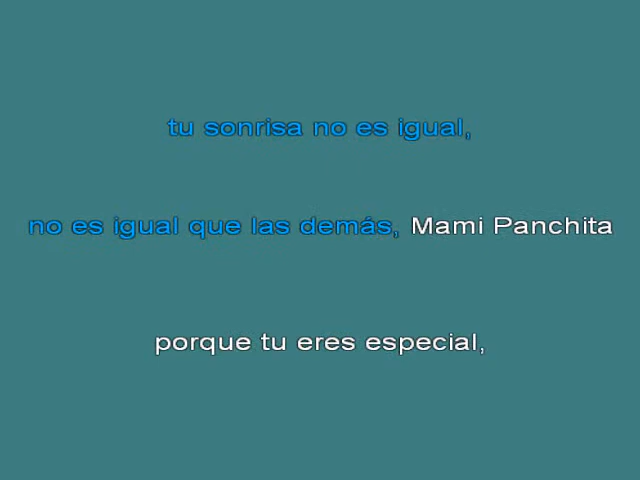 tu sonrisa no es igual,
no es igual que las demás, Mami Panchita
porque tu eres especial,